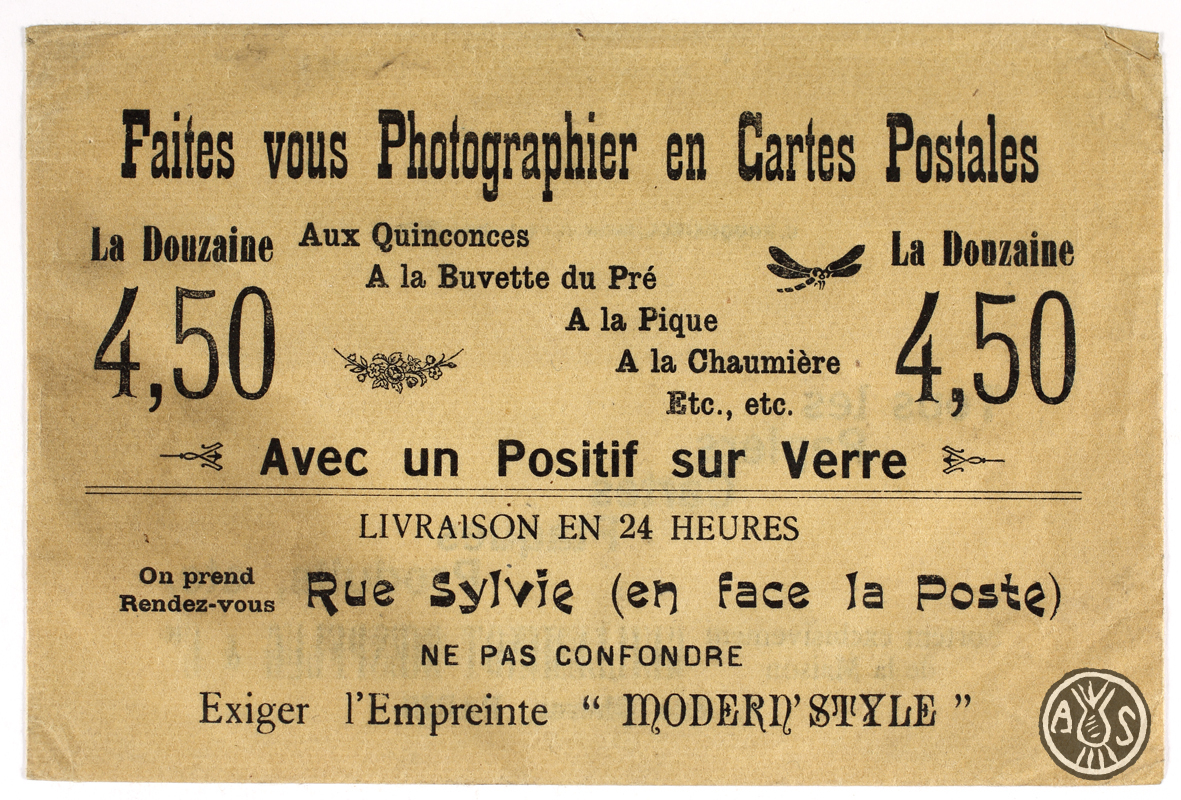 Faites vous Photographier en Cartes Postales
La Douzaine
4,50
Aux Quinconces
A la Buvette du Pré
A la Pique
A la Chaumière
Etc., etc.
La Douzaine
4,50
Avec un Positif sur Verre
LIVRAISON EN 24 HEURES
On prend
Rendez-vous
Rue Sylvie (en face la Poste)
NE PAS CONFONDRE
Exiger l'Empreinte “ MODERN'STYLE ”
A S